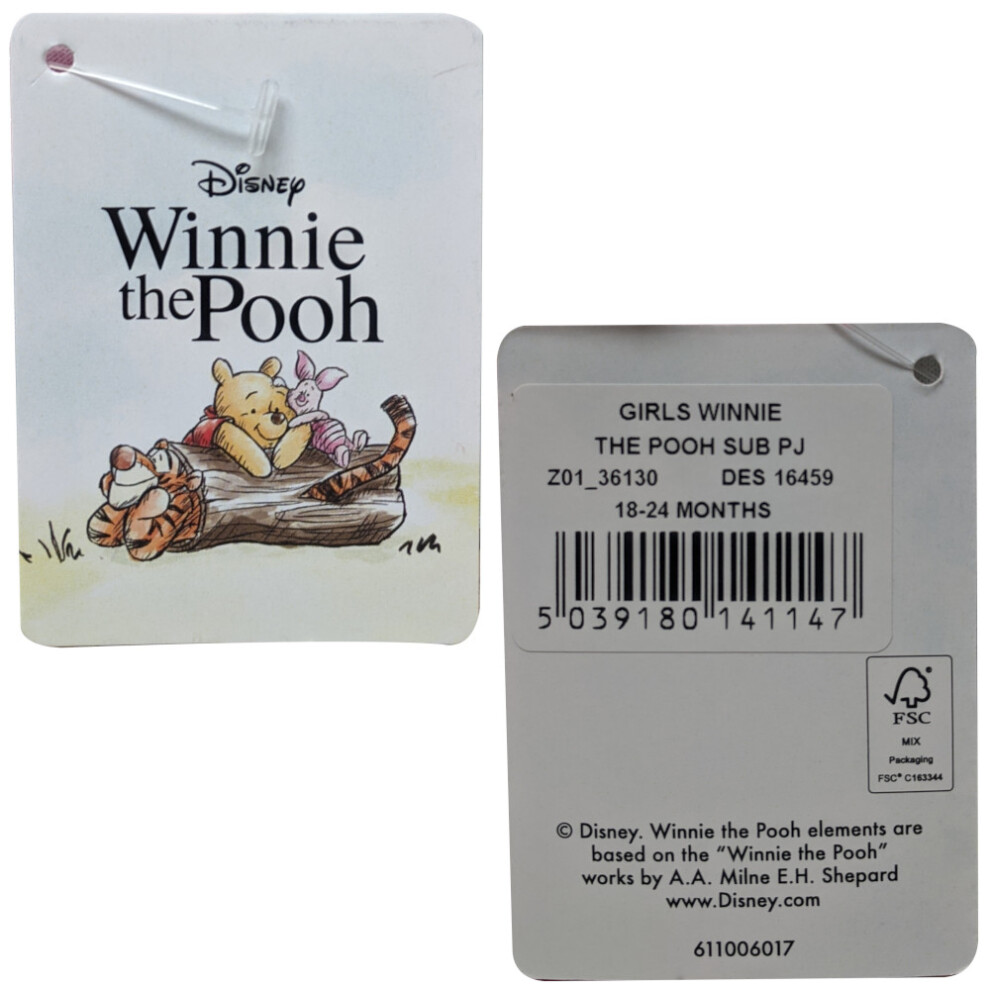 Disney
Winnie
the Pooh
GIRLS WINNIE
THE POOH SUB PJ
Z01_36130 DES 16459
18-24 MONTHS
5 039180 141147
FSC
MIX
Packaging
FSC® C163344
© Disney. Winnie the Pooh elements are
based on the “Winnie the Pooh”
works by A.A. Milne E.H. Shepard
www.Disney.com
611006017